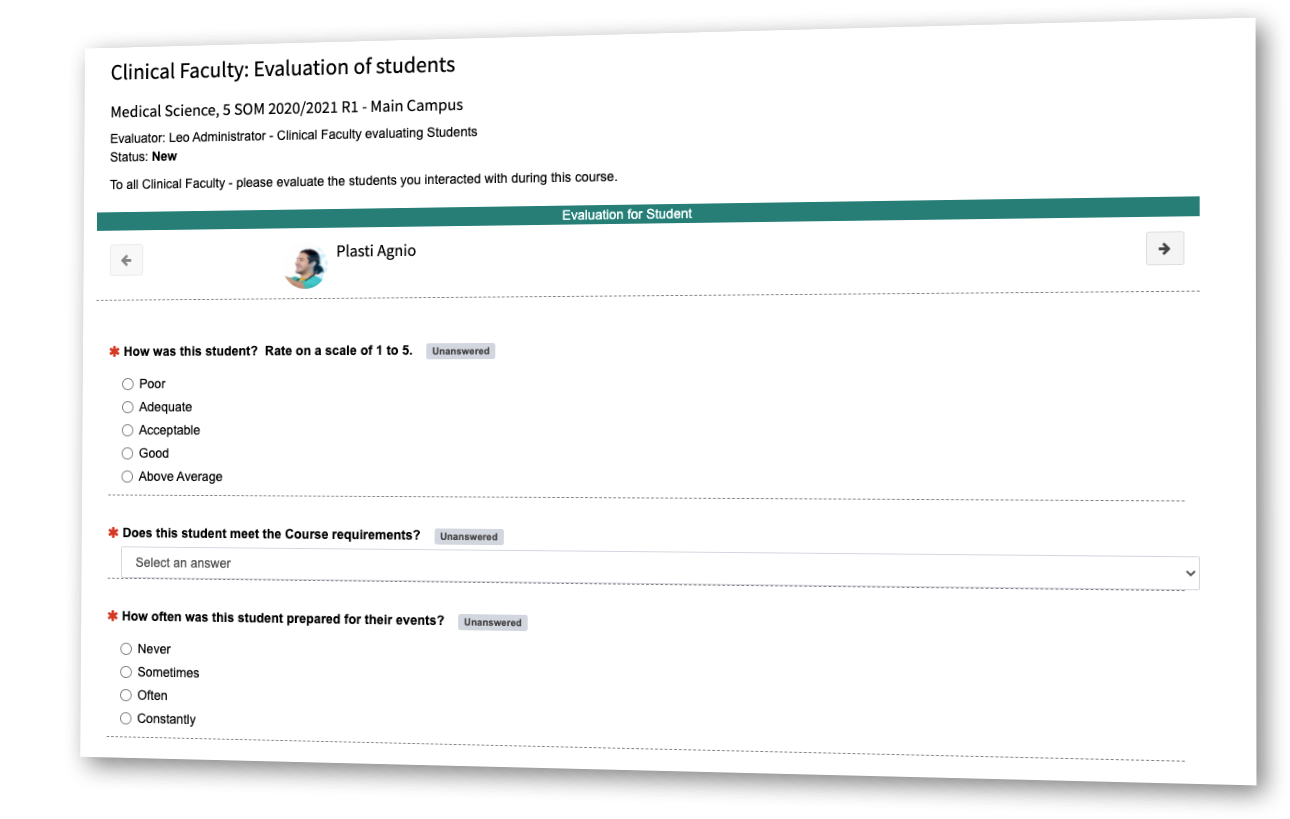 Clinical Faculty: Evaluation of students
Medical Science, 5 SOM 2020/2021 R1 - Main Campus
Evaluator: Leo Administrator - Clinical Faculty evaluating Students
Status: New
To all Clinical Faculty - please evaluate the students you interacted with during this course.
Evaluation for Student
Plasti Agnio
* How was this student? Rate on a scale of 1 to 5. Unanswered
Poor
Adequate
Acceptable
Good
Above Average
* Does this student meet the Course requirements? Unanswered
Select an answer
* How often was this student prepared for their events? Unanswered
Never
Sometimes
Often
Constantly